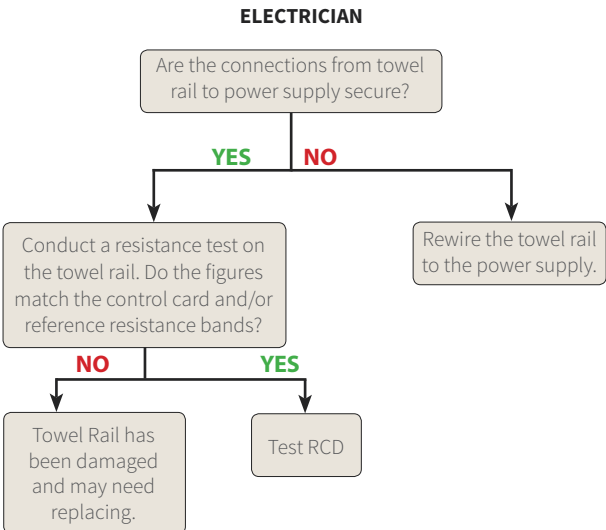 ELECTRICIAN
Are the connections from towel
rail to power supply secure?
YES NO
Conduct a resistance test on
the towel rail. Do the figures
match the control card and/or
reference resistance bands?
Rewire the towel rail
to the power supply.
NO YES
Towel Rail has
been damaged
and may need
replacing.
Test RCD